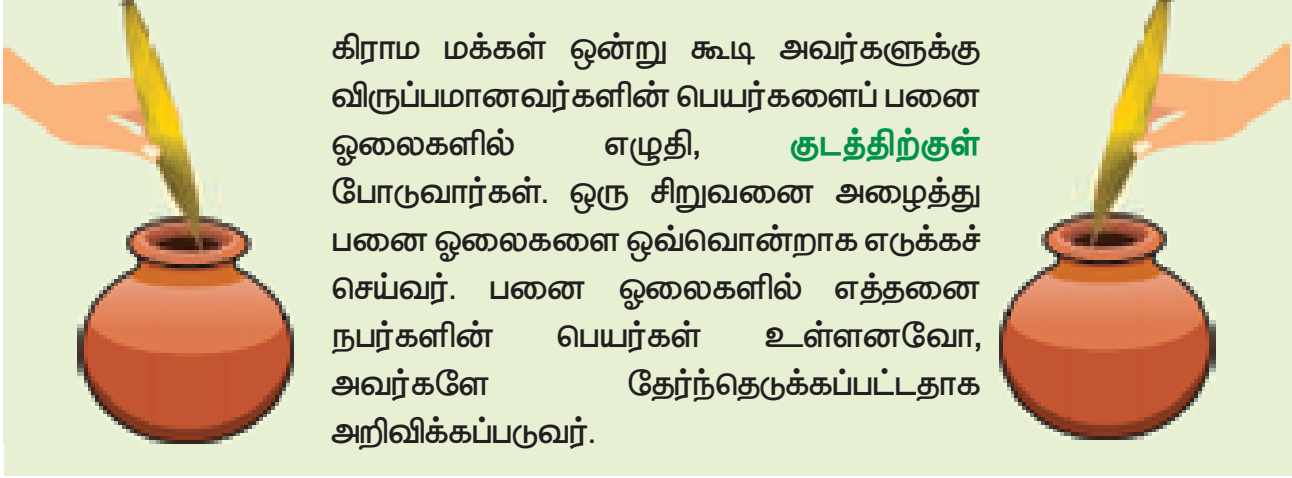 கிராம மக்கள் ஒன்று கூடி அவர்களுக்கு
விருப்பமானவர்களின் பெயர்களைப் பனை
ஓலைகளில் எழுதி, குடத்திற்குள்
போடுவார்கள். ஒரு சிறுவனை அழைத்து
பனை ஓலைகளை ஒவ்வொன்றாக எடுக்கச்
செய்வர். பனை ஓலைகளில் எத்தனை
நபர்களின் பெயர்கள் உள்ளனவோ,
அவர்களே தேர்ந்தெடுக்கப்பட்டதாக
அறிவிக்கப்படுவர்.